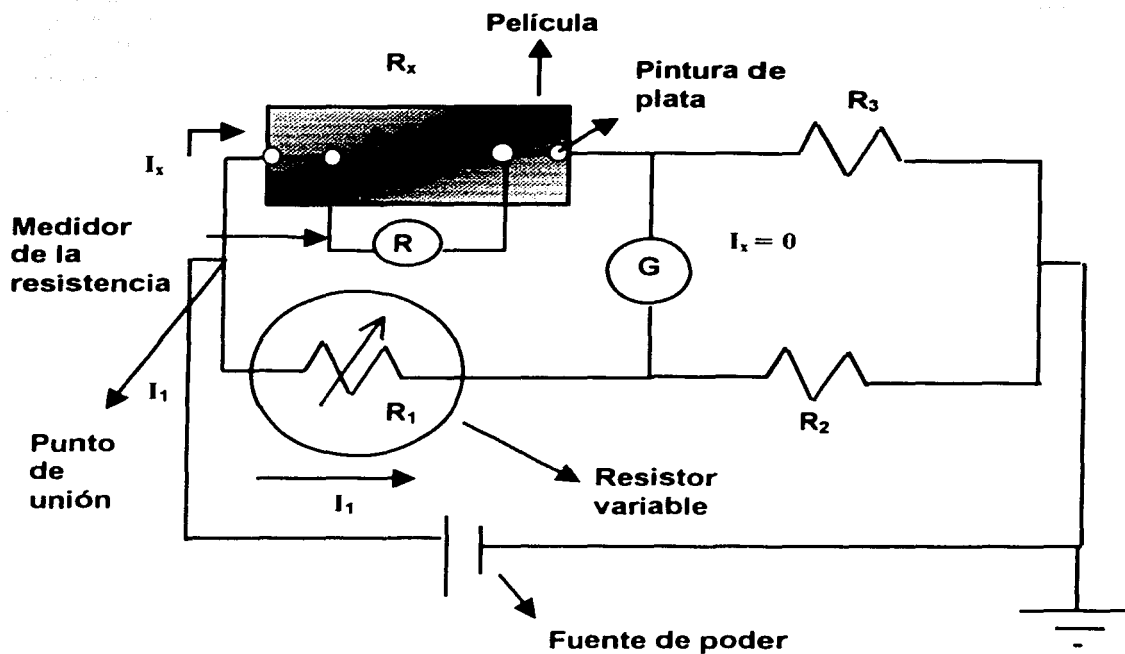 Película
Rₓ
Pintura de
plata
R₃
Iₓ
Medidor
de la
resistencia
R
Iₓ = 0
G
I₁
R₁
R₂
Punto
de
unión
Resistor
variable
I₁
Fuente de poder